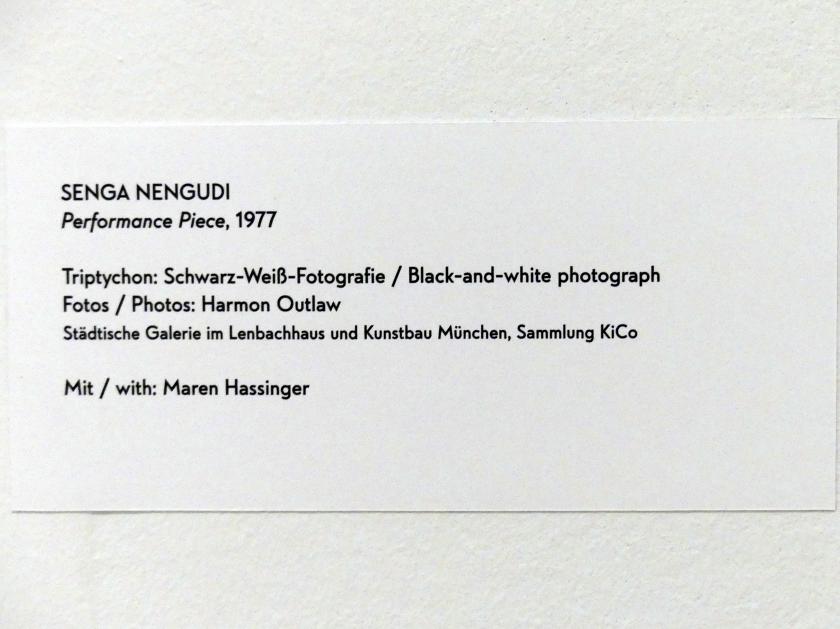 SENGA NENGUDI
Performance Piece, 1977
Triptychon: Schwarz-Weiß-Fotografie / Black-and-white photograph
Fotos / Photos: Harmon Outlaw
Städtische Galerie im Lenbachhaus und Kunstbau München, Sammlung KiCo
Mit / with: Maren Hassinger